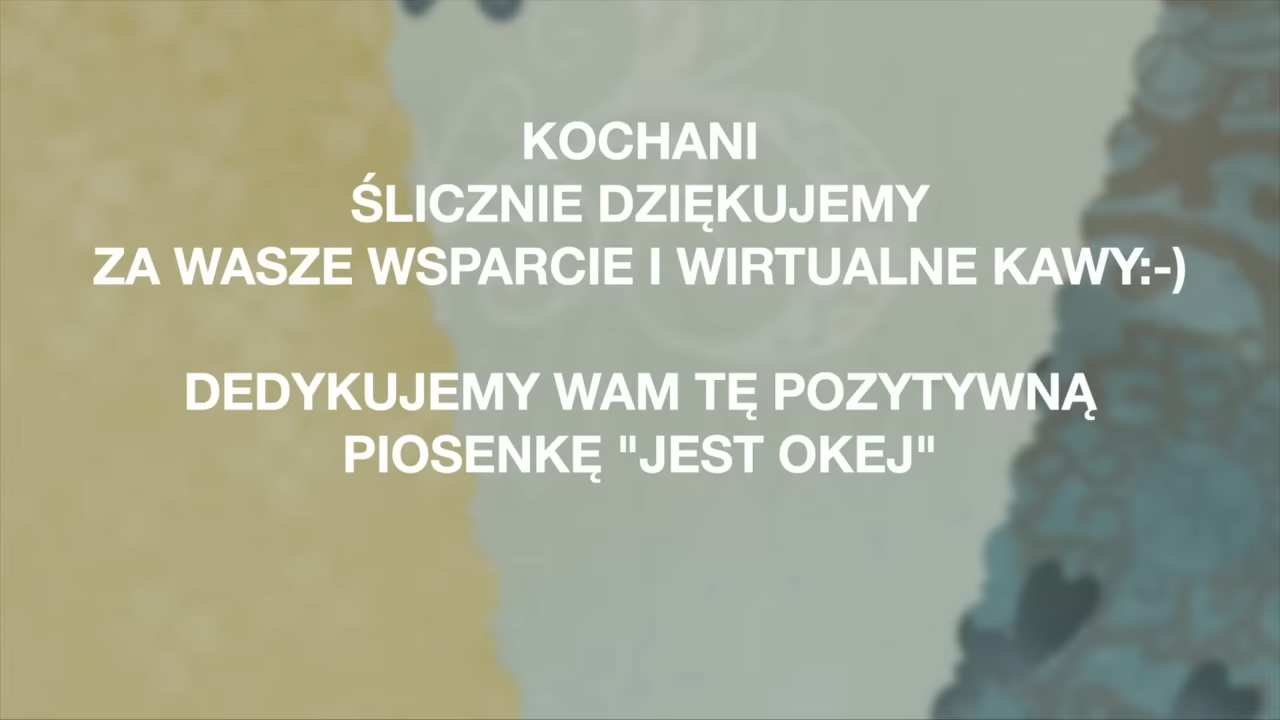 KOCHANI
ŚLICZNIE DZIĘKUJEMY
ZA WASZE WSPARCIE I WIRTUALNE KAWY:-)
DEDYKUJEMY WAM TĘ POZYTYWNĄ
PIOSENKĘ "JEST OKEJ"